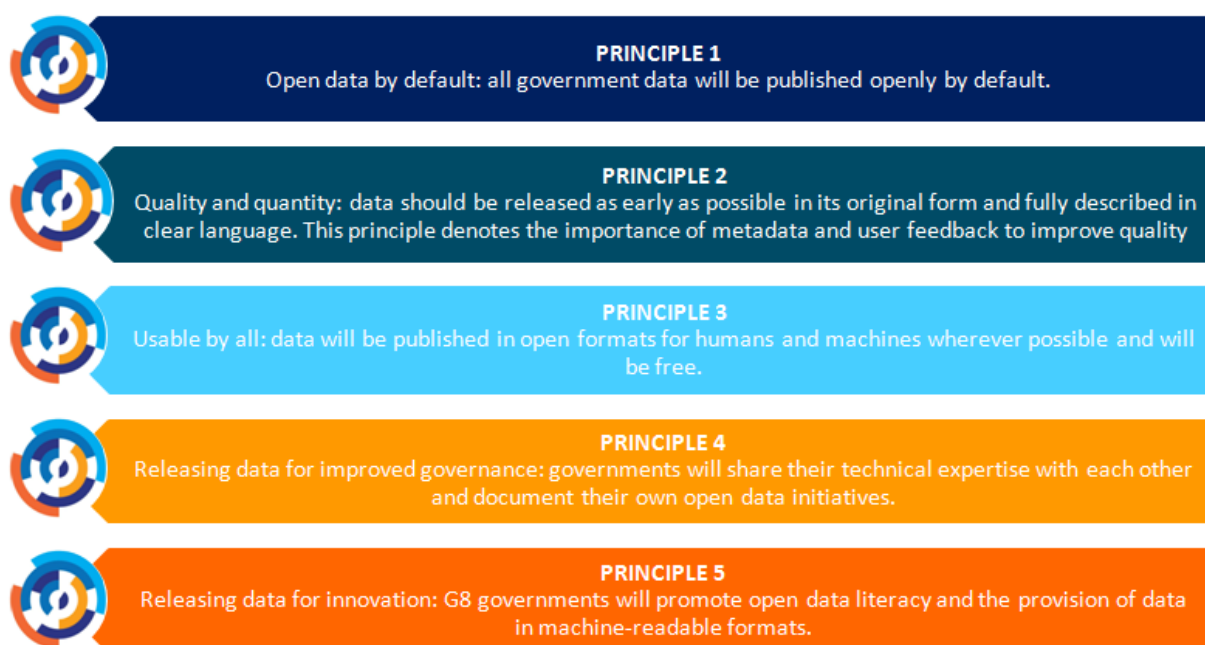 PRINCIPLE 1
Open data by default: all government data will be published openly by default.
PRINCIPLE 2
Quality and quantity: data should be released as early as possible in its original form and fully described in
clear language. This principle denotes the importance of metadata and user feedback to improve quality
PRINCIPLE 3
Usable by all: data will be published in open formats for humans and machines wherever possible and will
be free.
PRINCIPLE 4
Releasing data for improved governance: governments will share their technical expertise with each other
and document their own open data initiatives.
PRINCIPLE 5
Releasing data for innovation: G8 governments will promote open data literacy and the provision of data
in machine-readable formats.